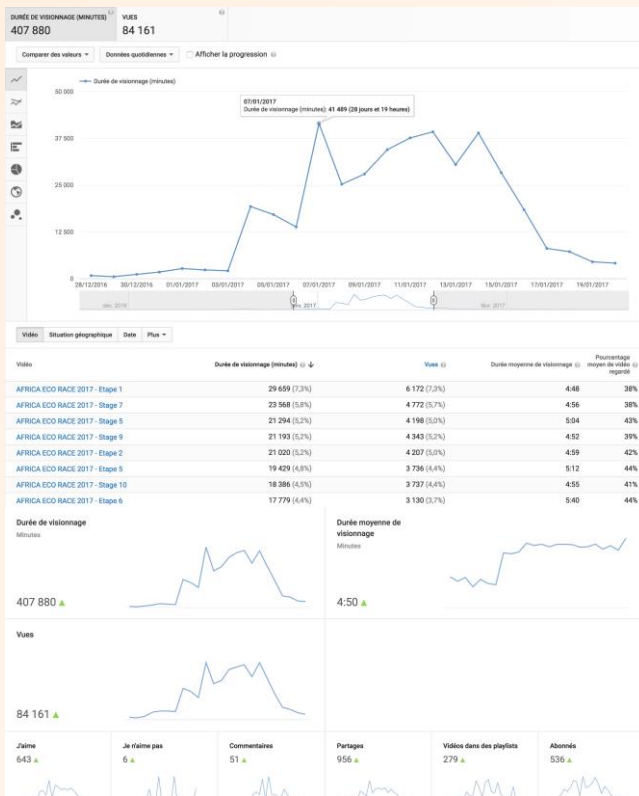 DURÉE DE VISIONNAGE (MINUTES) VUES
407 880 84 161
Comparer des valeurs Données quotidiennes Afficher la progression
Durée de visionnage (minutes)
50 000
07/01/2017
Durée de visionnage (minutes): 41 489 (28 jours et 19 heures)
37 500
25 000
12 500
0
28/12/2016 30/12/2016 01/01/2017 03/01/2017 05/01/2017 07/01/2017 09/01/2017 11/01/2017 13/01/2017 15/01/2017 17/01/2017 19/01/2017
déc. 2016 2017 févr. 2017
Vidéo Situation géographique Date Plus
Vidéo Durée de visionnage (minutes) Vues Durée moyenne de visionnage Pourcentage moyen de vidéo regardé
AFRICA ECO RACE 2017 - Etape 1 29 659 (7,3%) 6 172 (7,3%) 4:48 38%
AFRICA ECO RACE 2017 - Stage 7 23 568 (5,8%) 4 772 (5,7%) 4:56 38%
AFRICA ECO RACE 2017 - Stage 5 21 294 (5,2%) 4 198 (5,0%) 5:04 43%
AFRICA ECO RACE 2017 - Stage 9 21 193 (5,2%) 4 343 (5,2%) 4:52 39%
AFRICA ECO RACE 2017 - Etape 2 21 020 (5,2%) 4 207 (5,0%) 4:59 42%
AFRICA ECO RACE 2017 - Etape 5 19 429 (4,8%) 3 736 (4,4%) 5:12 44%
AFRICA ECO RACE 2017 - Stage 10 18 386 (4,5%) 3 737 (4,4%) 4:55 41%
AFRICA ECO RACE 2017 - Etape 6 17 779 (4,4%) 3 130 (3,7%) 5:40 44%
Durée de visionnage
Minutes
407 880
Durée moyenne de
visionnage
Minutes
4:50
Vues
84 161
J'aime Je n'aime pas Commentaires Partages Vidéos dans des playlists Abonnés
643 6 51 956 279 536